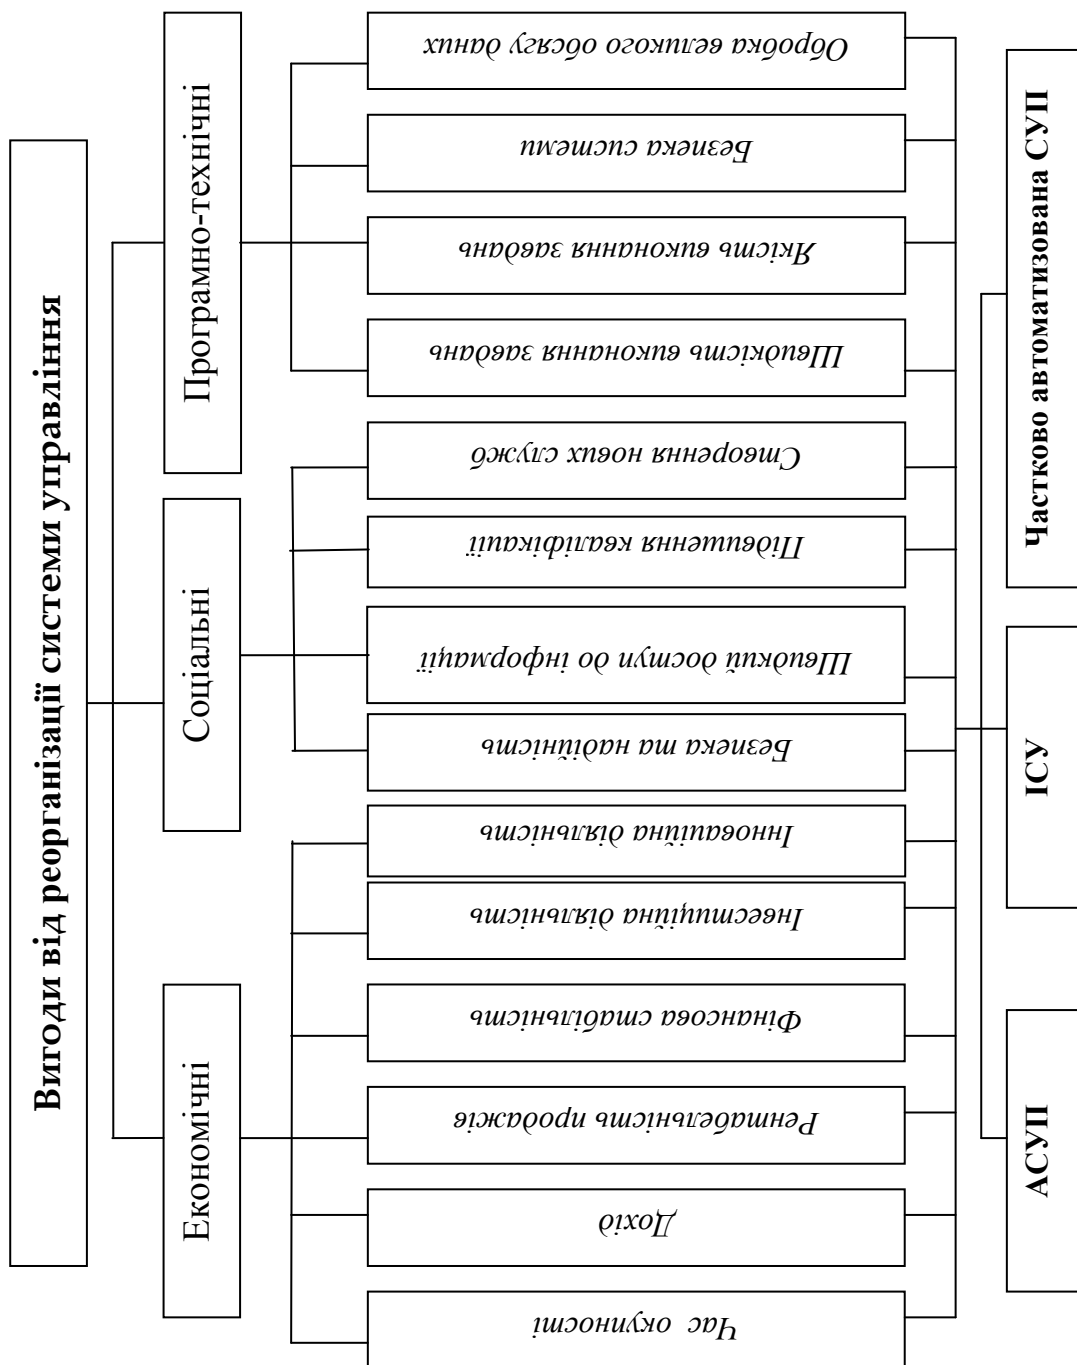 Вигоди від реорганізації системи управління
Економічні
Соціальні
Програмно-технічні
Час окупності
Дохід
Рентабельність продажів
Фінансова стабільність
Інвестиційна діяльність
Інноваційна діяльність
Безпека та надійність
Швидкий доступ до інформації
Підвищення кваліфікації
Створення нових служб
Швидкість виконання завдань
Якість виконання завдань
Безпека системи
Обробка великого обсягу даних
АСУП
ІСУ
Частково автоматизована СУП